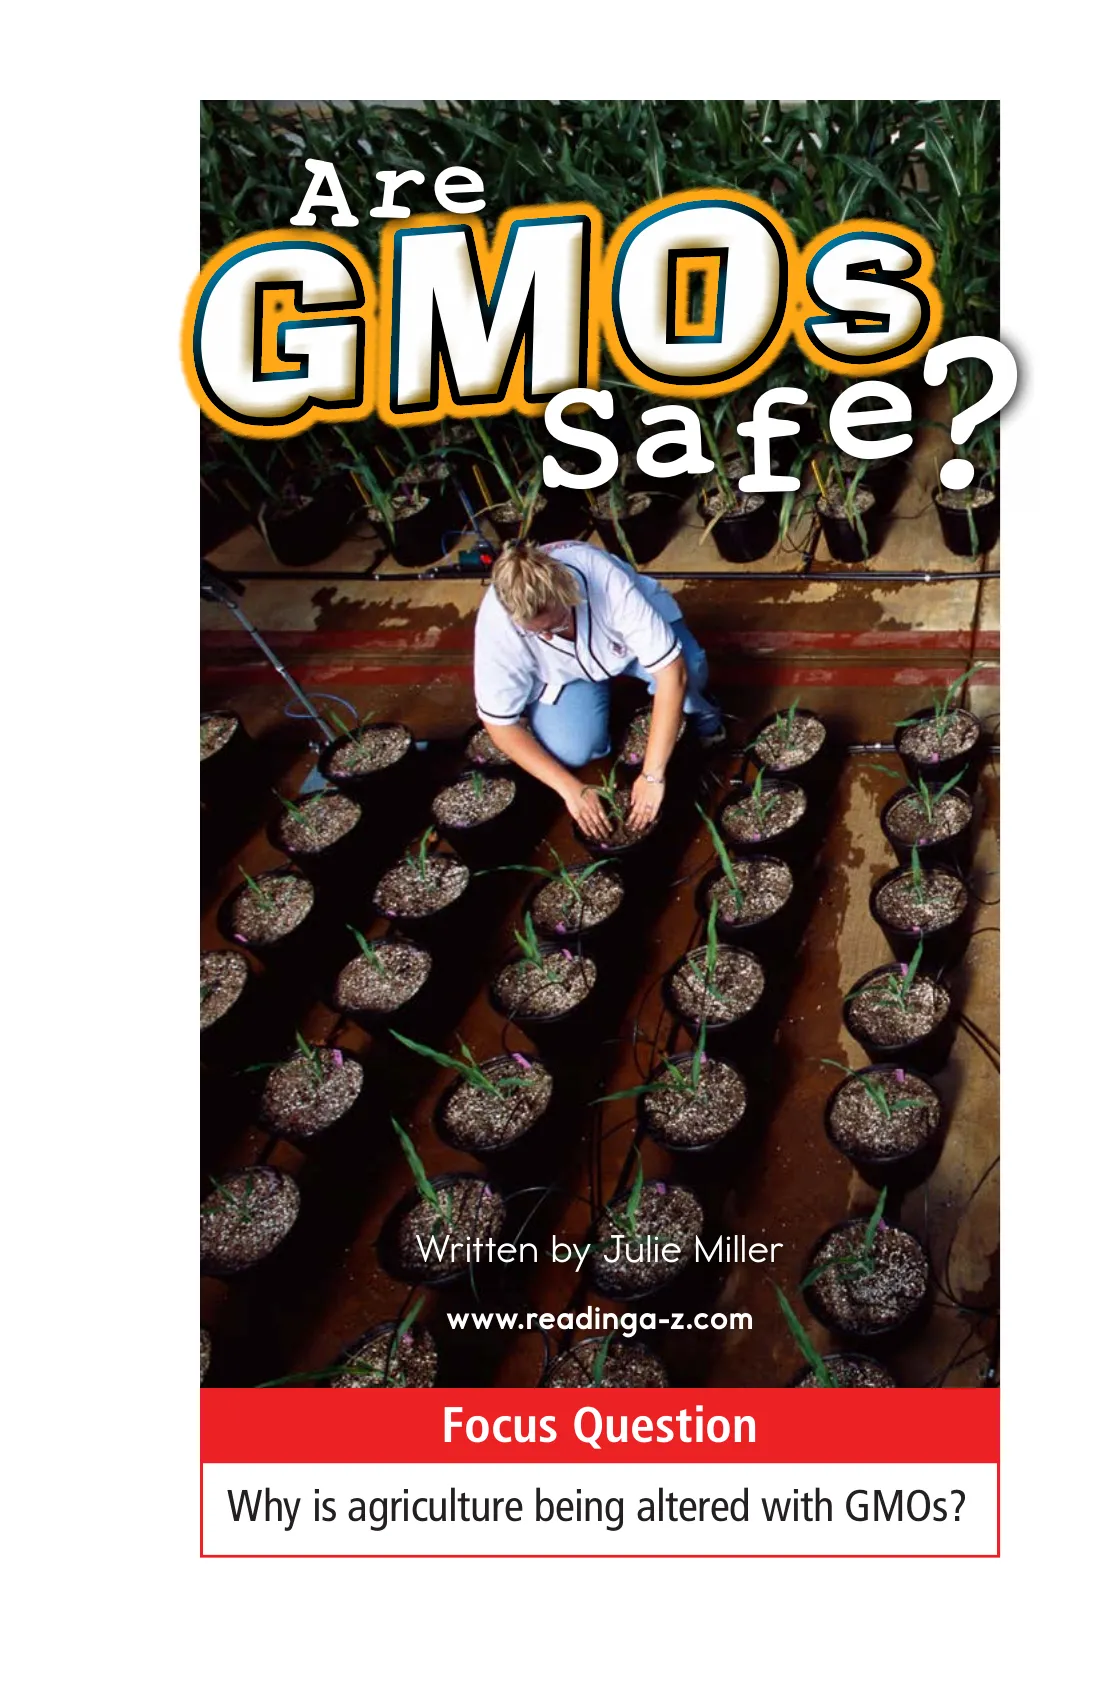 Are
GMOs
Safe?
Written by Julie Miller
www.readinga-z.com
Focus Question
Why is agriculture being altered with GMOs?